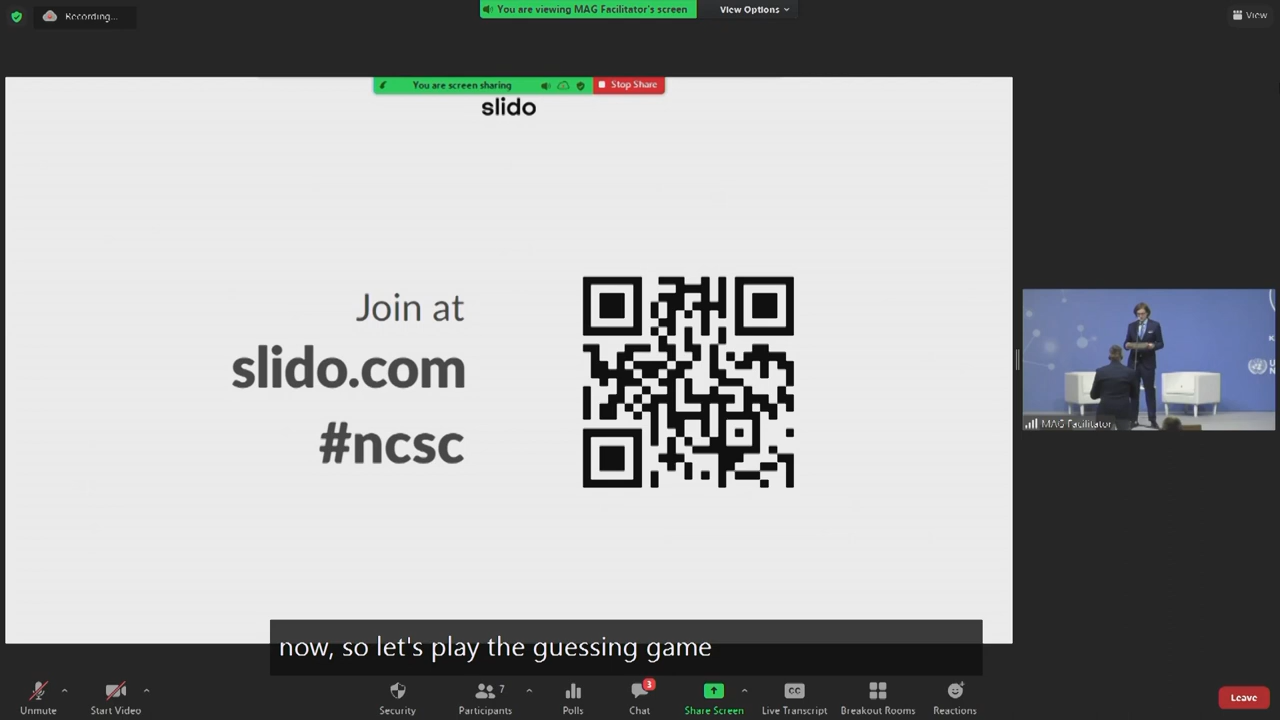 Recording...
You are viewing MAG Facilitator's screen
View Options
View
You are screen sharing
Stop Share
slido
Join at
slido.com
#ncsc
MAG Facilitator
now, so let's play the guessing game
Unmute
Start Video
Security
Participants
7
Polls
Chat
3
Share Screen
CC
Live Transcript
Breakout Rooms
Reactions
Leave